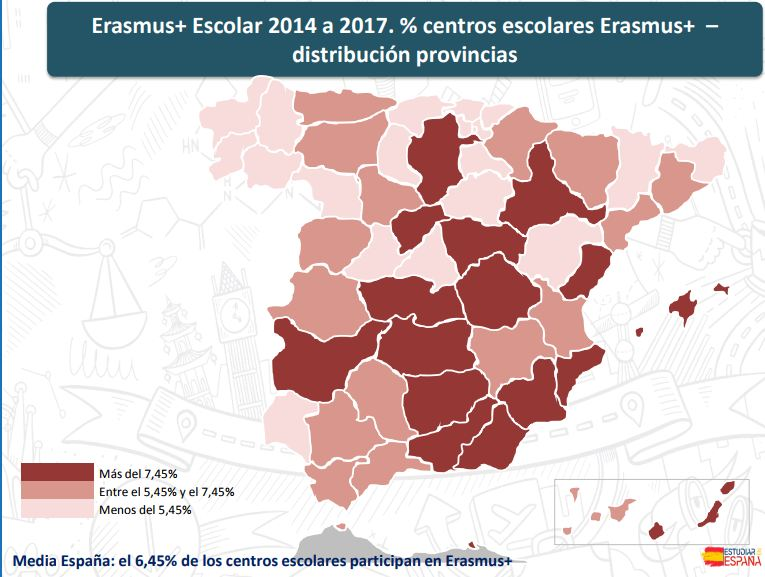 Erasmus+ Escolar 2014 a 2017. % centros escolares Erasmus+ –
distribución provincias
Más del 7,45%
Entre el 5,45% y el 7,45%
Menos del 5,45%
Media España: el 6,45% de los centros escolares participan en Erasmus+
ESTUDIAR EN
ESPAÑA